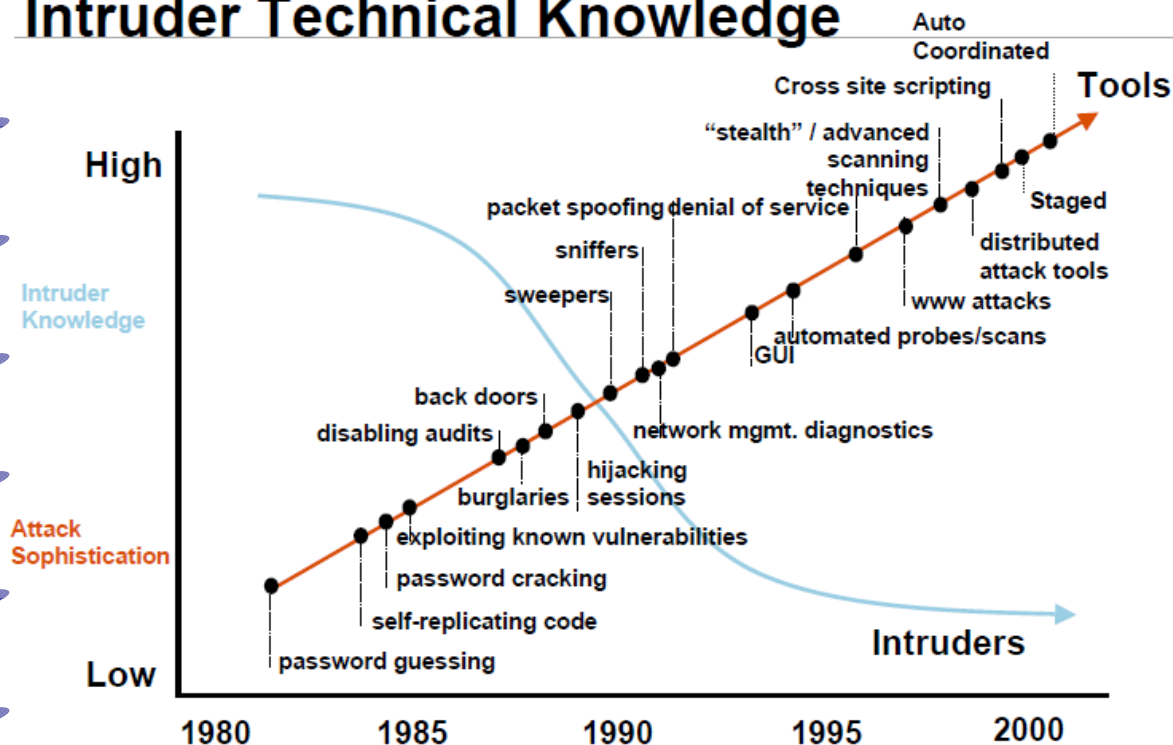 Intruder Technical Knowledge
Auto
Coordinated
Tools
Cross site scripting
“stealth” / advanced
scanning
techniques
High
packet spoofing
denial of service
Staged
sniffers
distributed
attack tools
Intruder
Knowledge
sweepers
www attacks
automated probes/scans
GUI
back doors
disabling audits
network mgmt. diagnostics
hijacking
sessions
burglaries
Attack
Sophistication
exploiting known vulnerabilities
password cracking
self-replicating code
Intruders
password guessing
Low
1980
1985
1990
1995
2000